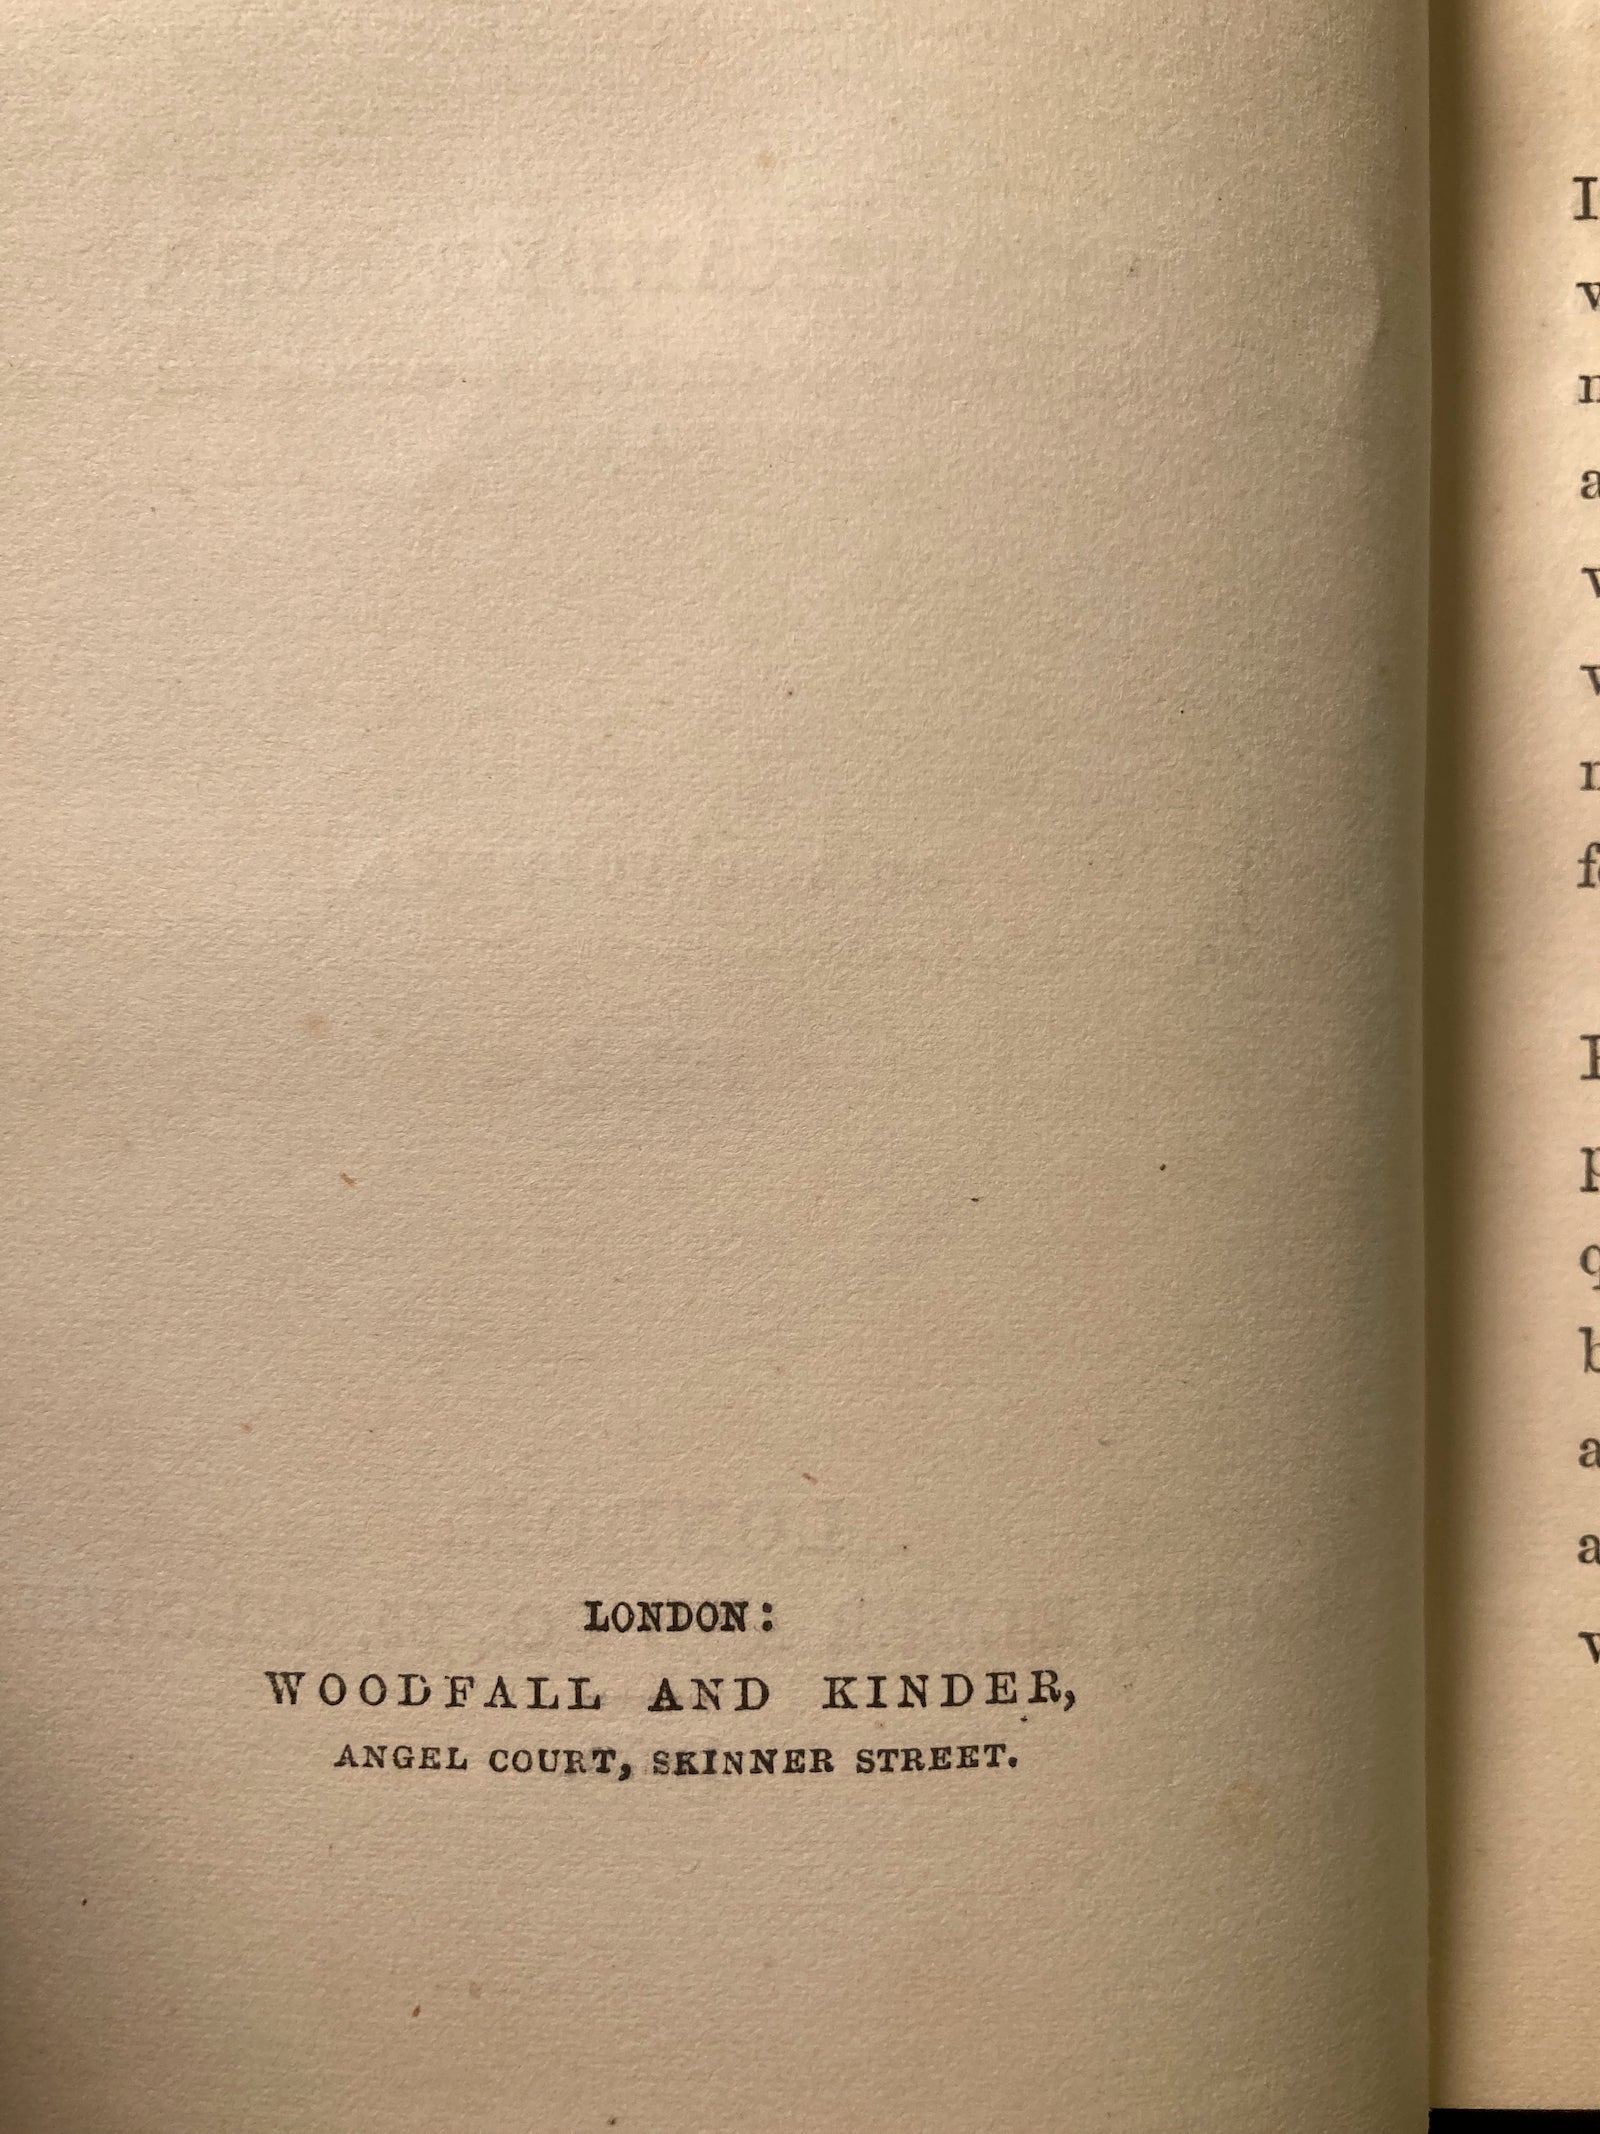 LONDON:
WOODFALL AND KINDER,
ANGEL COURT, SKINNER STREET.